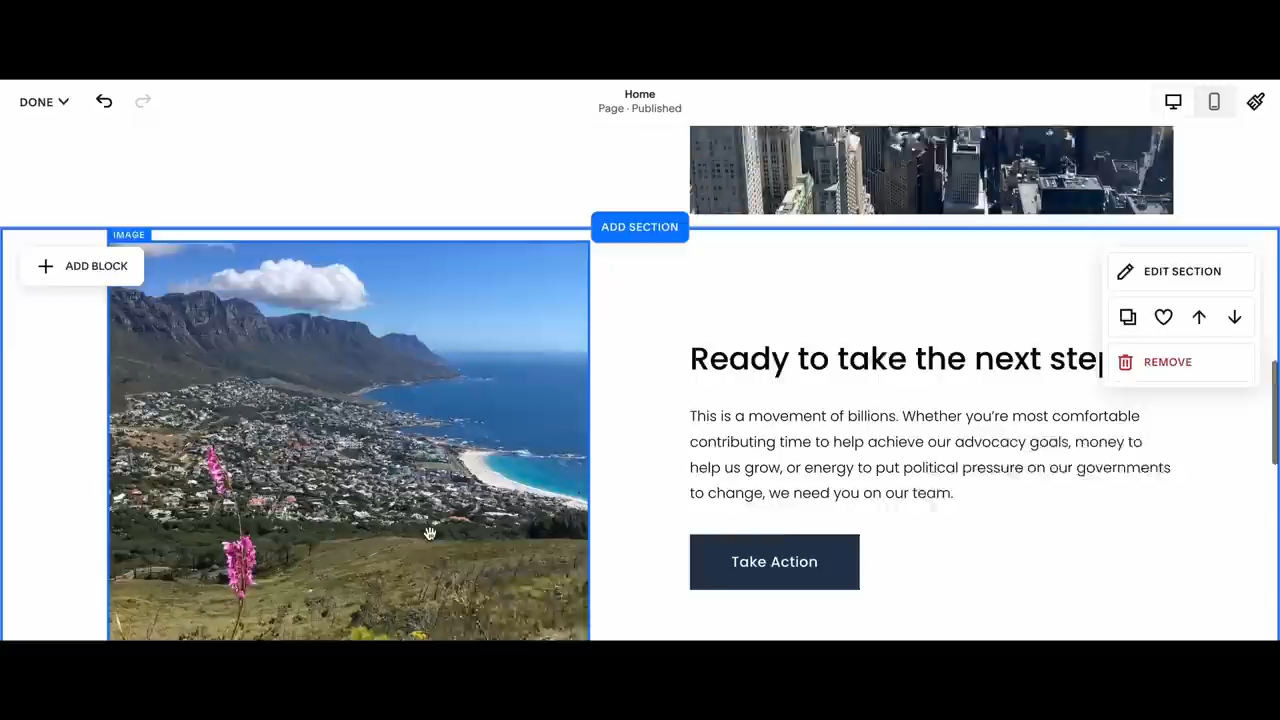 DONE
Home
Page · Published
ADD SECTION
IMAGE
ADD BLOCK
EDIT SECTION
REMOVE
Ready to take the next step
This is a movement of billions. Whether you're most comfortable
contributing time to help achieve our advocacy goals, money to
help us grow, or energy to put political pressure on our governments
to change, we need you on our team.
Take Action